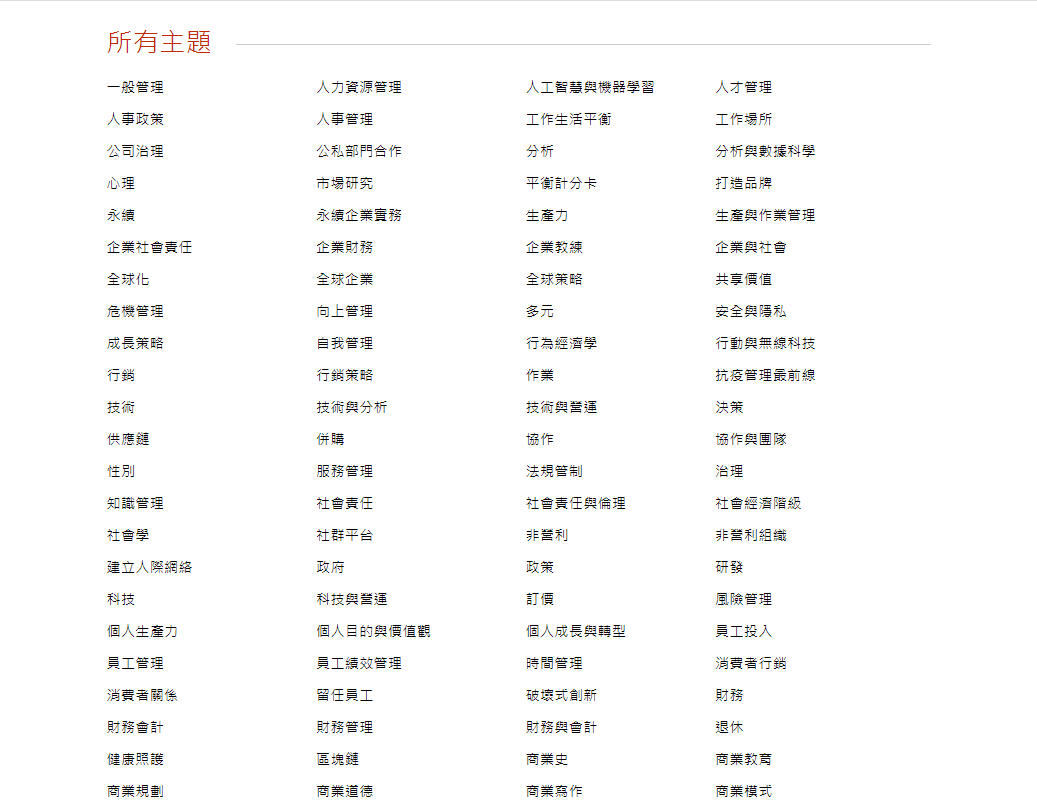 所有主題
一般管理 人力資源管理 人工智慧與機器學習 人才管理
人事政策 人事管理 工作生活平衡 工作場所
公司治理 公私部門合作 分析 分析與數據科學
心理 市場研究 平衡計分卡 打造品牌
永續 永續企業實務 生產力 生產與作業管理
企業社會責任 企業財務 企業教練 企業與社會
全球化 全球企業 全球策略 共享價值
危機管理 向上管理 多元 安全與隱私
成長策略 自我管理 行為經濟學 行動與無線科技
行銷 行銷策略 作業 抗疫管理最前線
技術 技術與分析 技術與營運 決策
供應鏈 併購 協作 協作與團隊
性別 服務管理 法規管制 治理
知識管理 社會責任 社會責任與倫理 社會經濟階級
社會學 社群平台 非營利 非營利組織
建立人際網絡 政府 政策 研發
科技 科技與營運 訂價 風險管理
個人生產力 個人目的與價值觀 個人成長與轉型 員工投入
員工管理 員工績效管理 時間管理 消費者行銷
消費者關係 留任員工 破壞式創新 財務
財務會計 財務管理 財務與會計 退休
健康照護 區塊鏈 商業史 商業教育
商業規劃 商業道德 商業寫作 商業模式